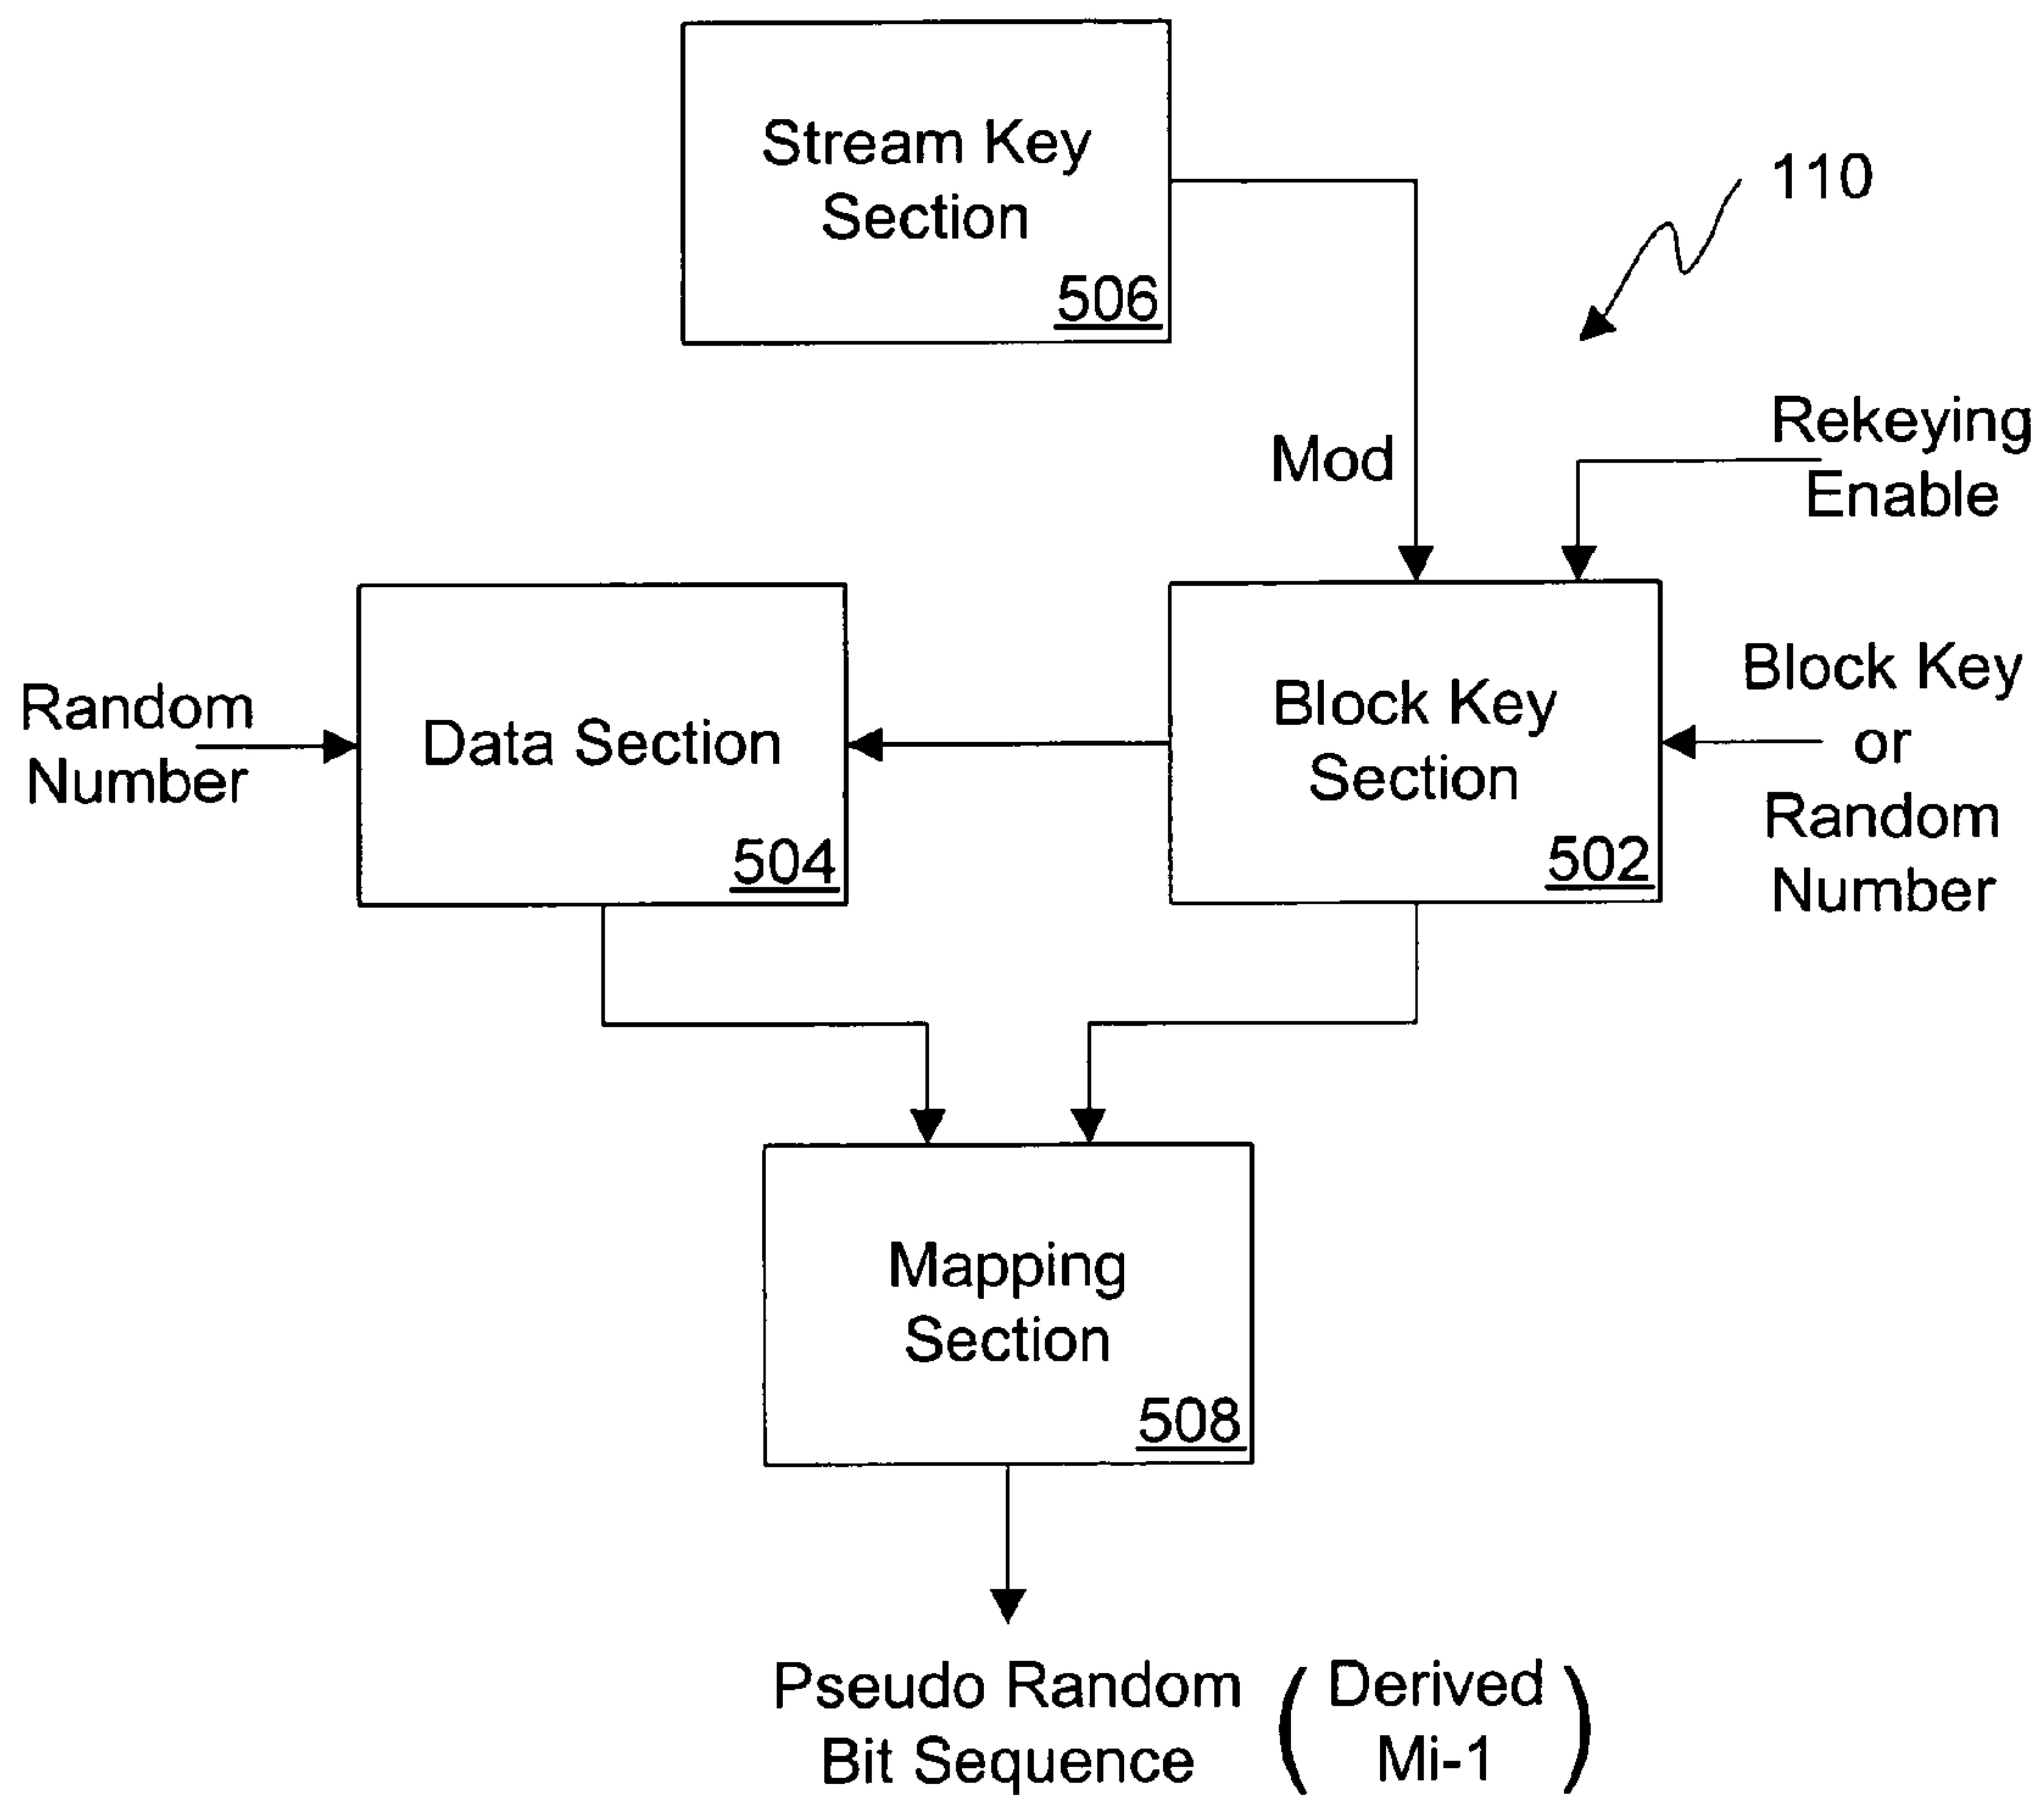 Stream Key
Section
506
110
Mod
Rekeying
Enable
Random
Number
Data Section
504
Block Key
Section
502
Block Key
or
Random
Number
Mapping
Section
508
Pseudo Random
Bit Sequence
( Derived
Mi-1 )